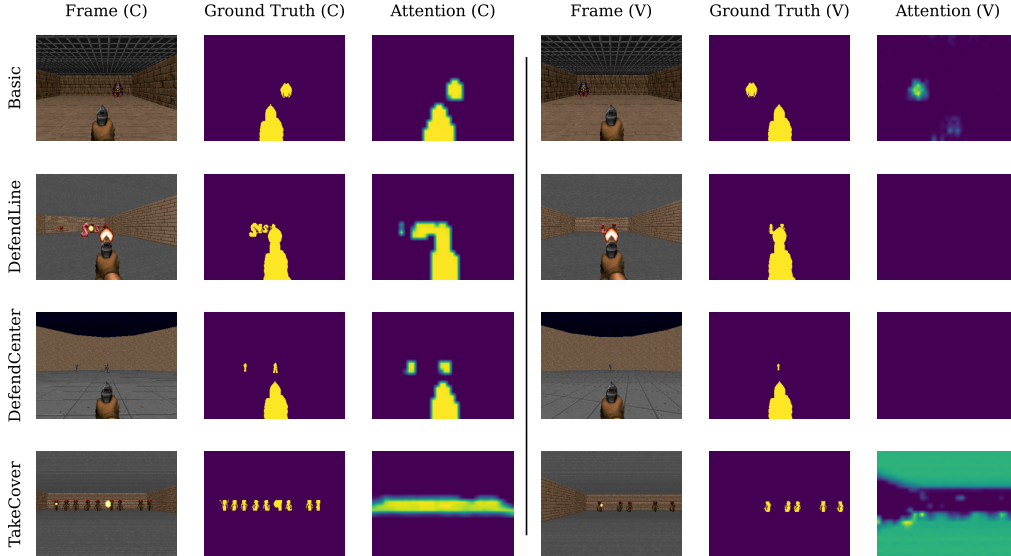 Frame (C) Ground Truth (C) Attention (C) Frame (V) Ground Truth (V) Attention (V)
Basic
DefendLine
DefendCenter
TakeCover